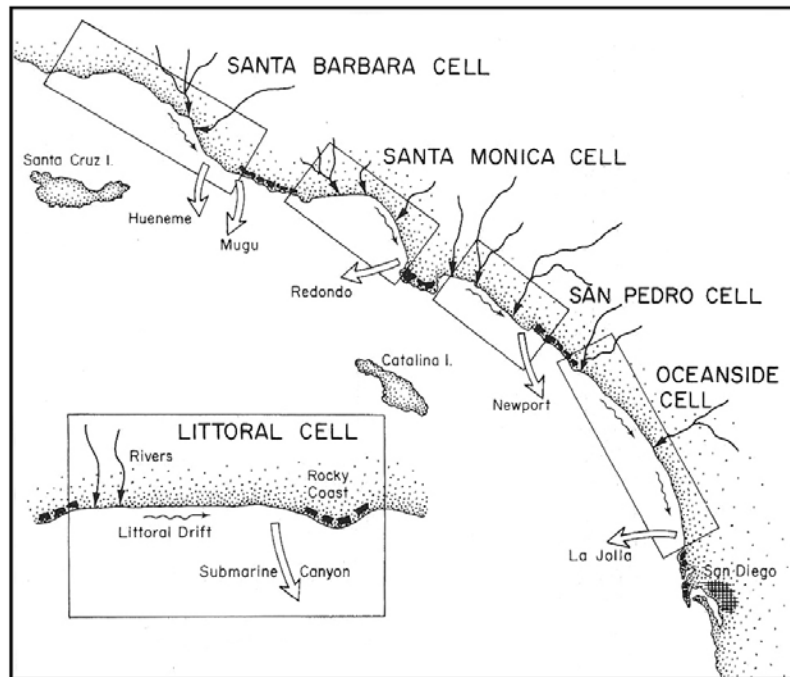 SANTA BARBARA CELL
Santa Cruz I.
SANTA MONICA CELL
Hueneme
Mugu
Redondo
SAN PEDRO CELL
Catalina I.
OCEANSIDE
CELL
Newport
LITTORAL CELL
Rivers
Rocky
Coast
Littoral Drift
Submarine Canyon
La Jolla
San Diego